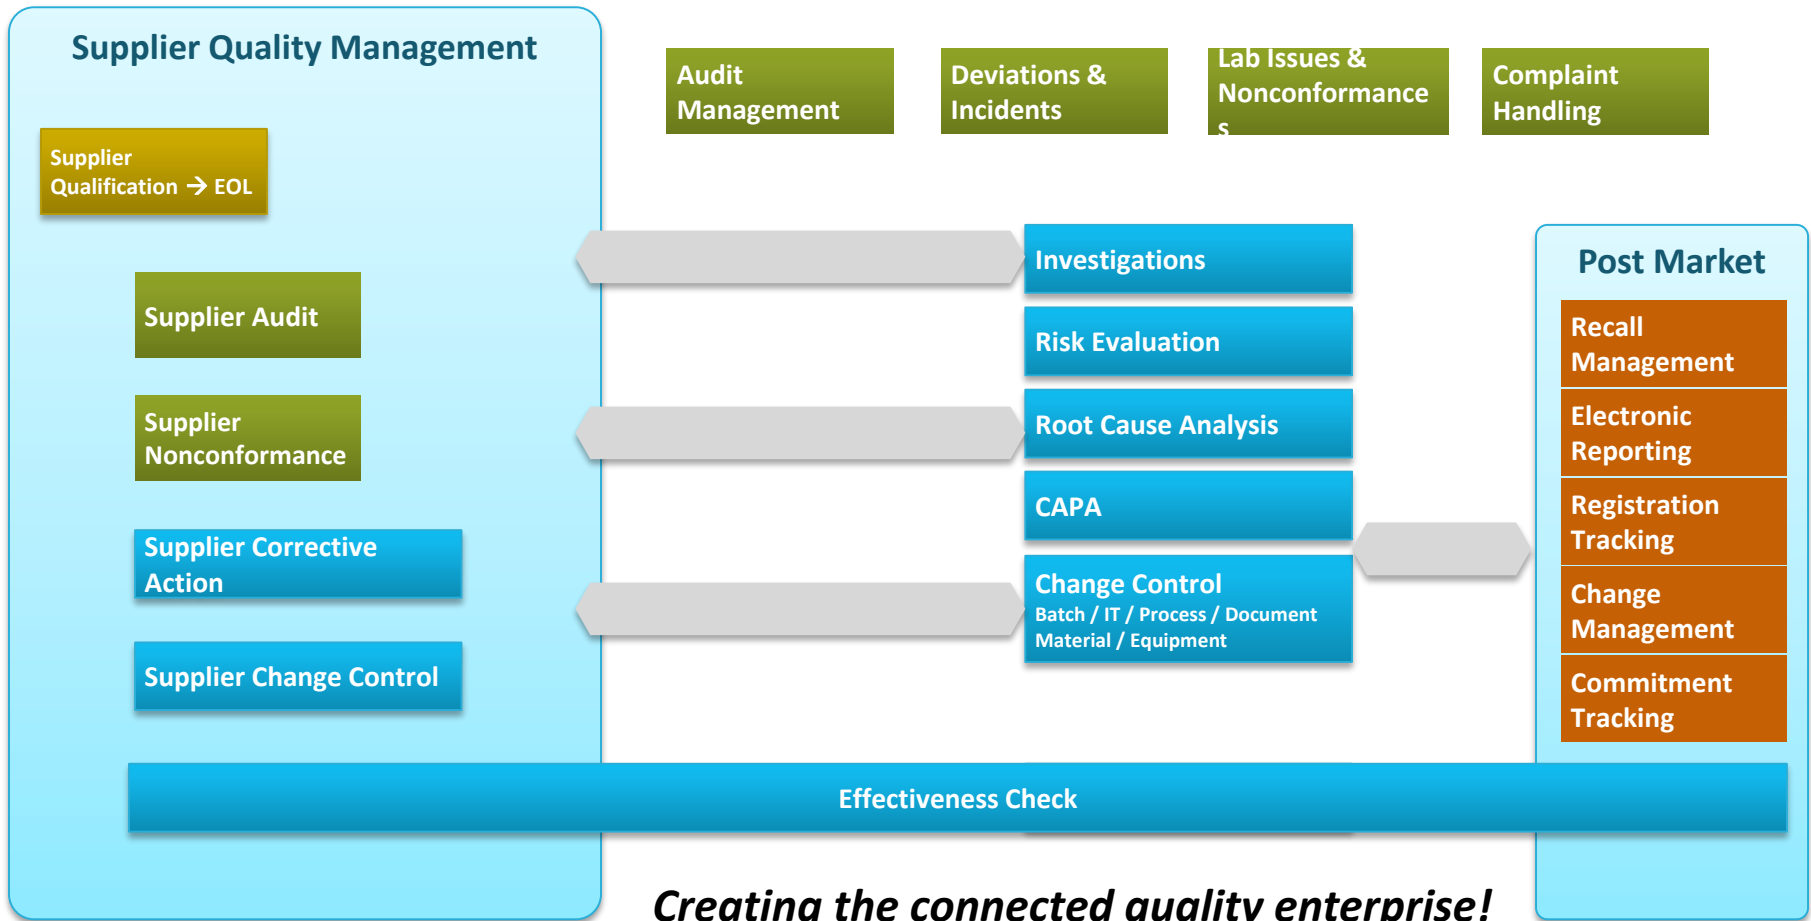 Supplier Quality Management
Supplier
Qualification → EOL
Supplier Audit
Supplier
Nonconformance
Supplier Corrective
Action
Supplier Change Control
Audit
Management
Deviations &
Incidents
Lab Issues &
Nonconformance
s
Complaint
Handling
Investigations
Risk Evaluation
Root Cause Analysis
CAPA
Change Control
Batch / IT / Process / Document
Material / Equipment
Post Market
Recall
Management
Electronic
Reporting
Registration
Tracking
Change
Management
Commitment
Tracking
Effectiveness Check
Creating the connected quality enterprise!